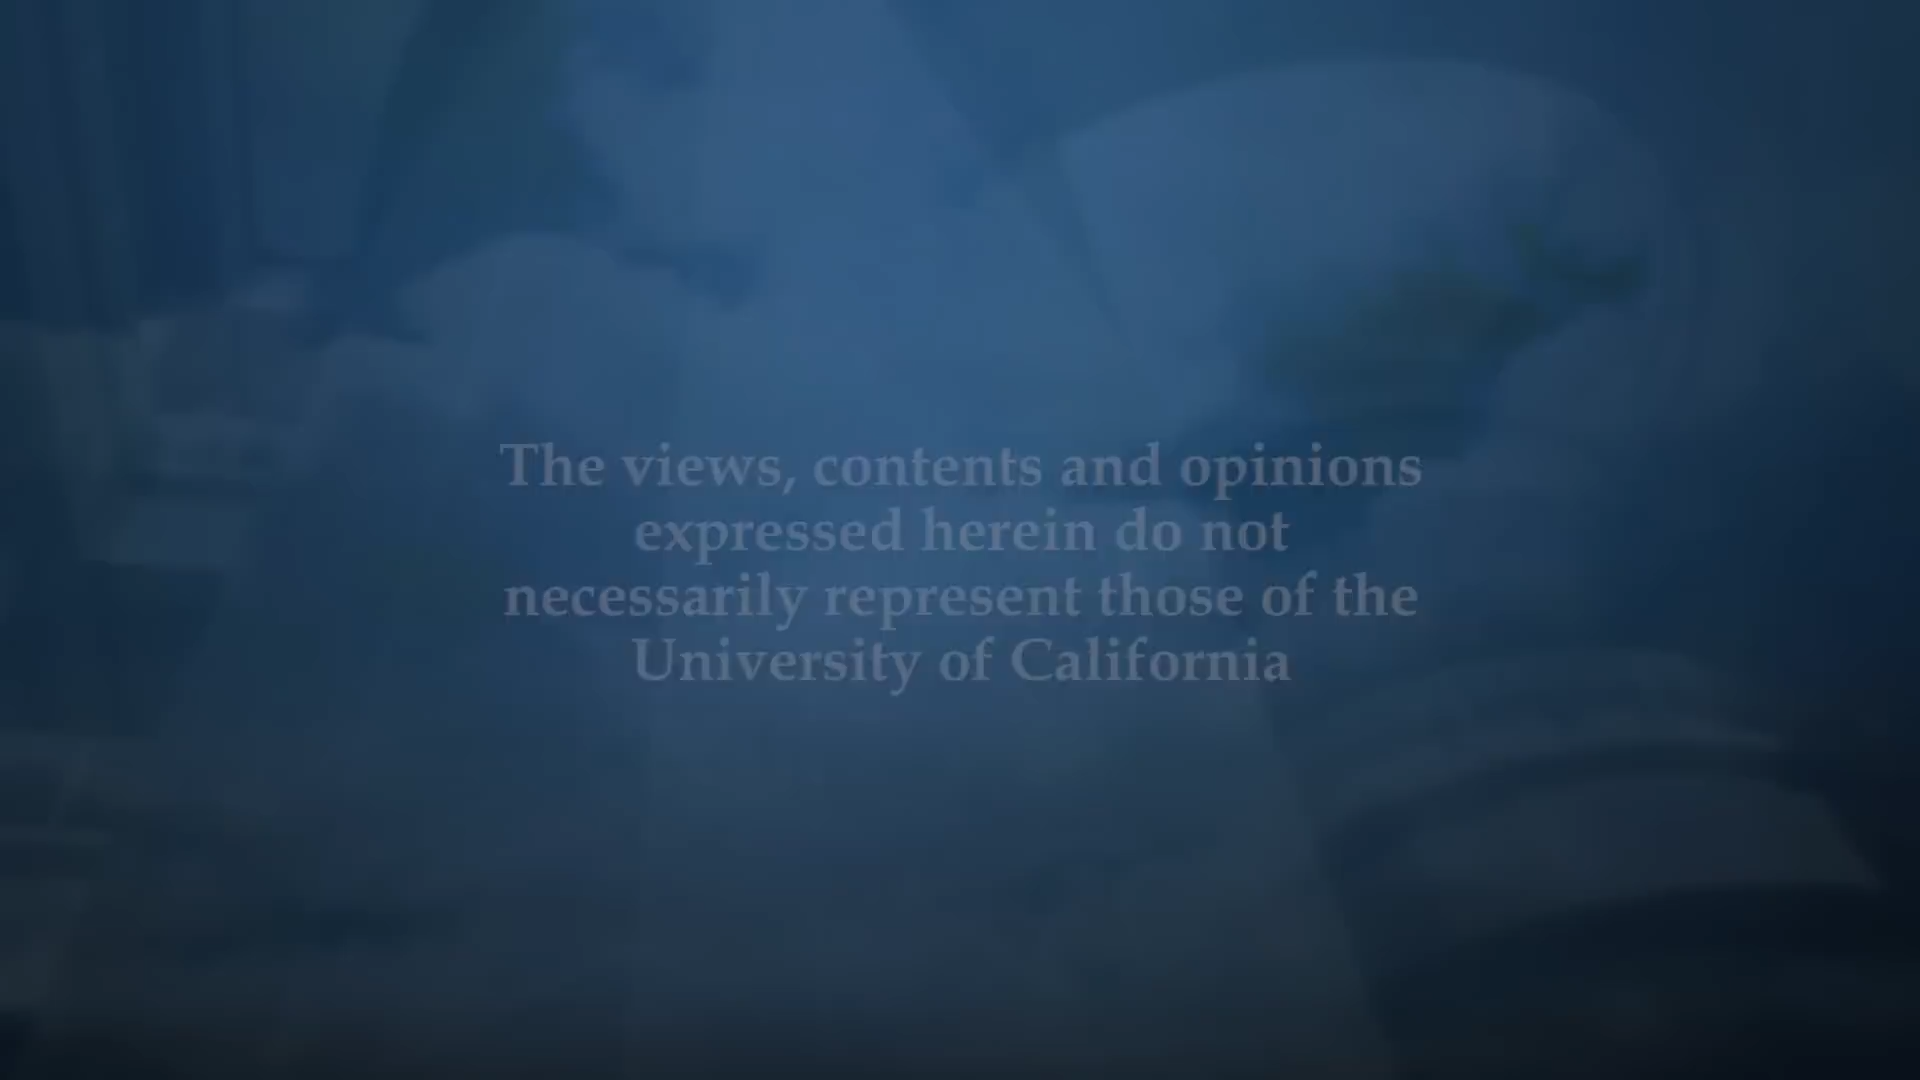 The views, contents and opinions
expressed herein do not
necessarily represent those of the
University of California